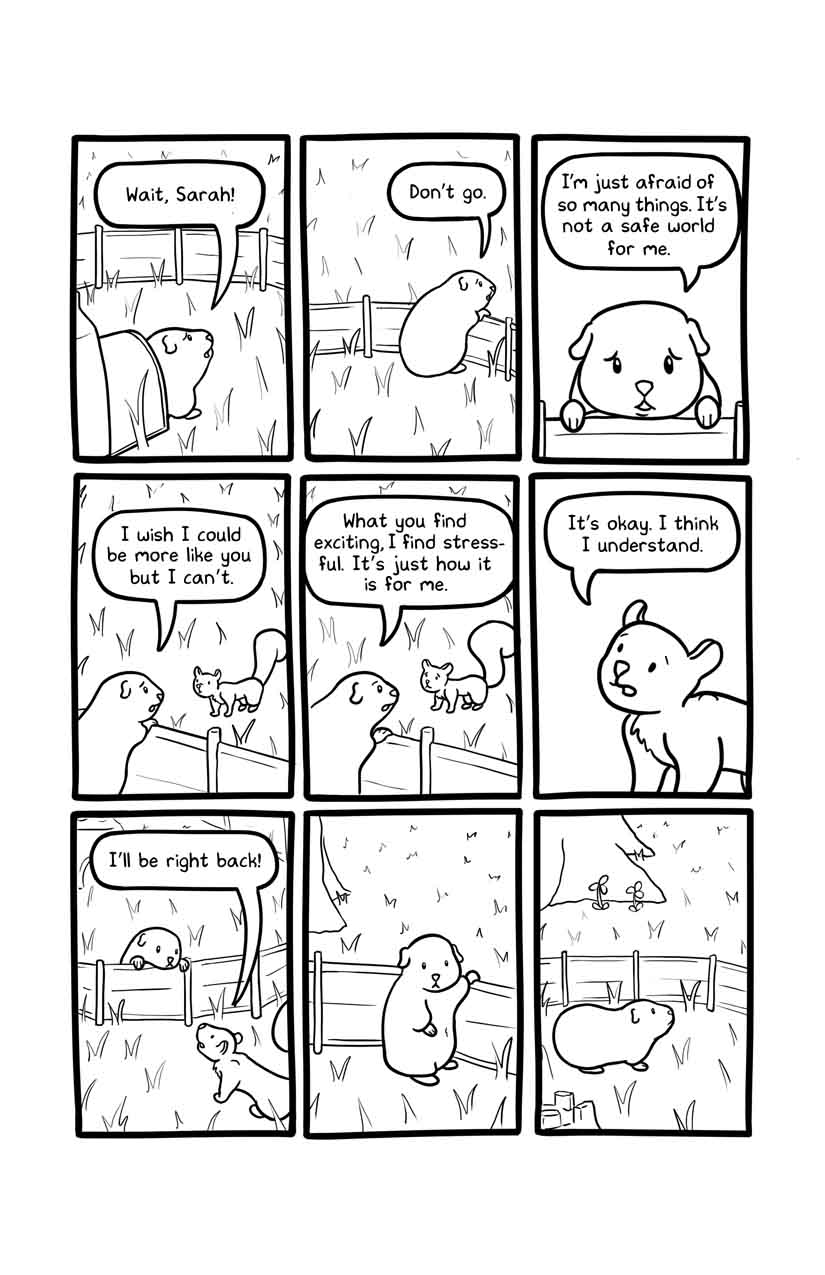 Wait, Sarah!
Don't go.
I'm just afraid of
so many things. It's
not a safe world
for me.
I wish I could
be more like you
but I can't.
What you find
exciting, I find stress-
ful. It's just how it
is for me.
It's okay. I think
I understand.
I'll be right back!